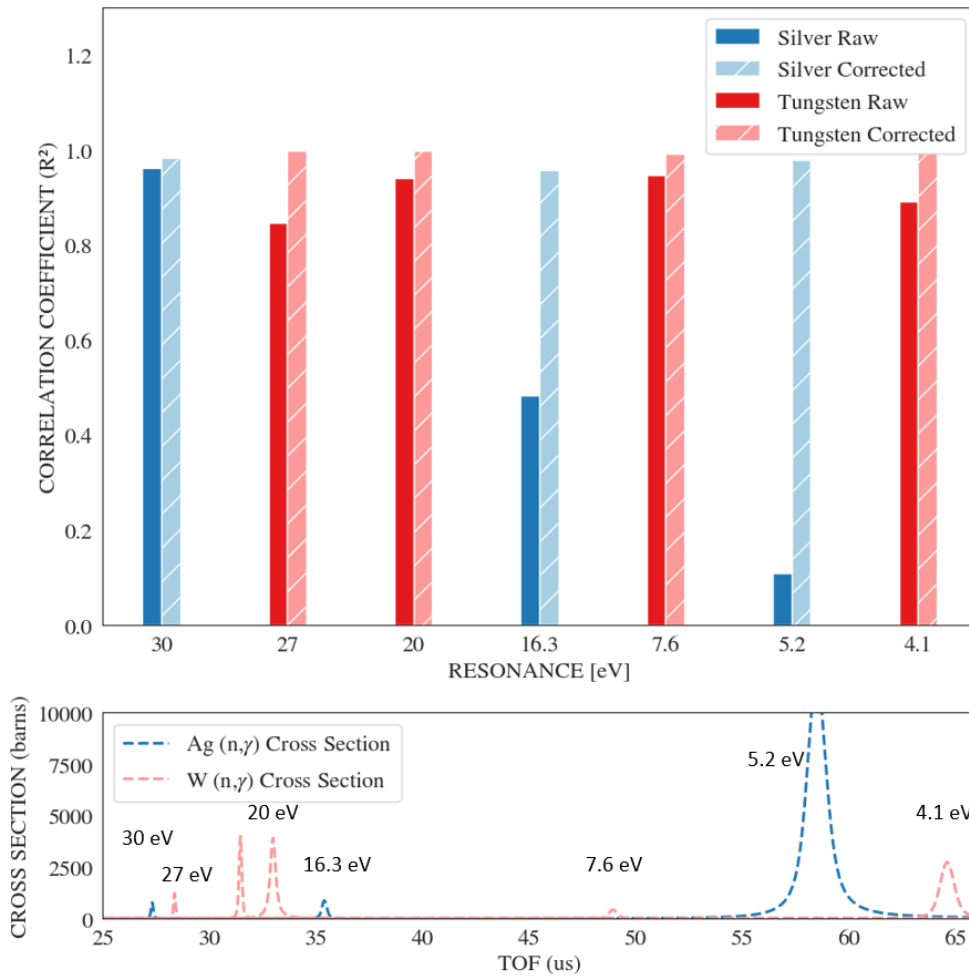 1.2
1.0
0.8
0.6
0.4
0.2
0.0
CORRELATION COEFFICIENT (R²)
Silver Raw
Silver Corrected
Tungsten Raw
Tungsten Corrected
30 27 20 16.3 7.6 5.2 4.1
RESONANCE [eV]
10000
7500
5000
2500
0
CROSS SECTION (barns)
Ag (n,γ) Cross Section
W (n,γ) Cross Section
30 eV
27 eV
20 eV
16.3 eV
7.6 eV
5.2 eV
4.1 eV
25 30 35 40 45 50 55 60 65
TOF (us)